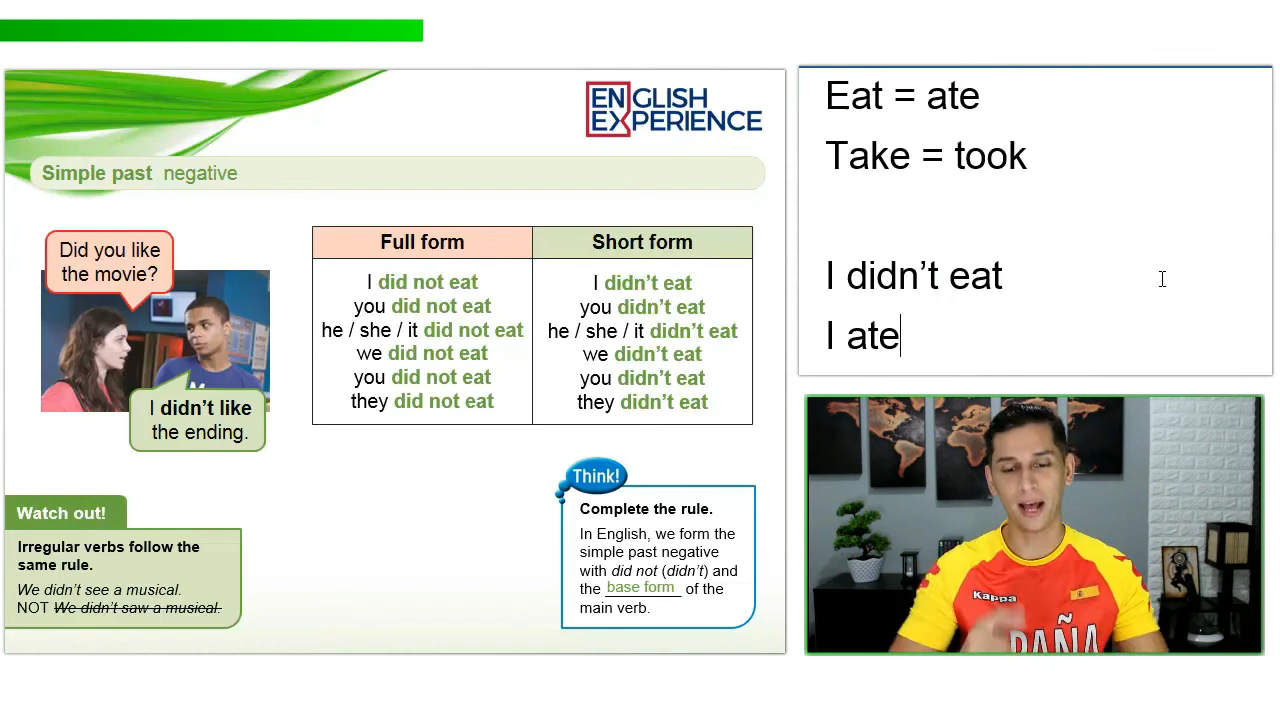 ENGLISH
EXPERIENCE
Simple past negative
Did you like
the movie?
I didn't like
the ending.
Full form
I did not eat
you did not eat
he / she / it did not eat
we did not eat
you did not eat
they did not eat
Short form
I didn't eat
you didn't eat
he / she / it didn't eat
we didn't eat
you didn't eat
they didn't eat
Watch out!
Irregular verbs follow the
same rule.
We didn't see a musical.
NOT We didn't saw a musical.
Think!
Complete the rule.
In English, we form the
simple past negative
with did not (didn't) and
the base form of the
main verb.
Eat = ate
Take = took
I didn't eat
I ate
Kappa
PAÑA